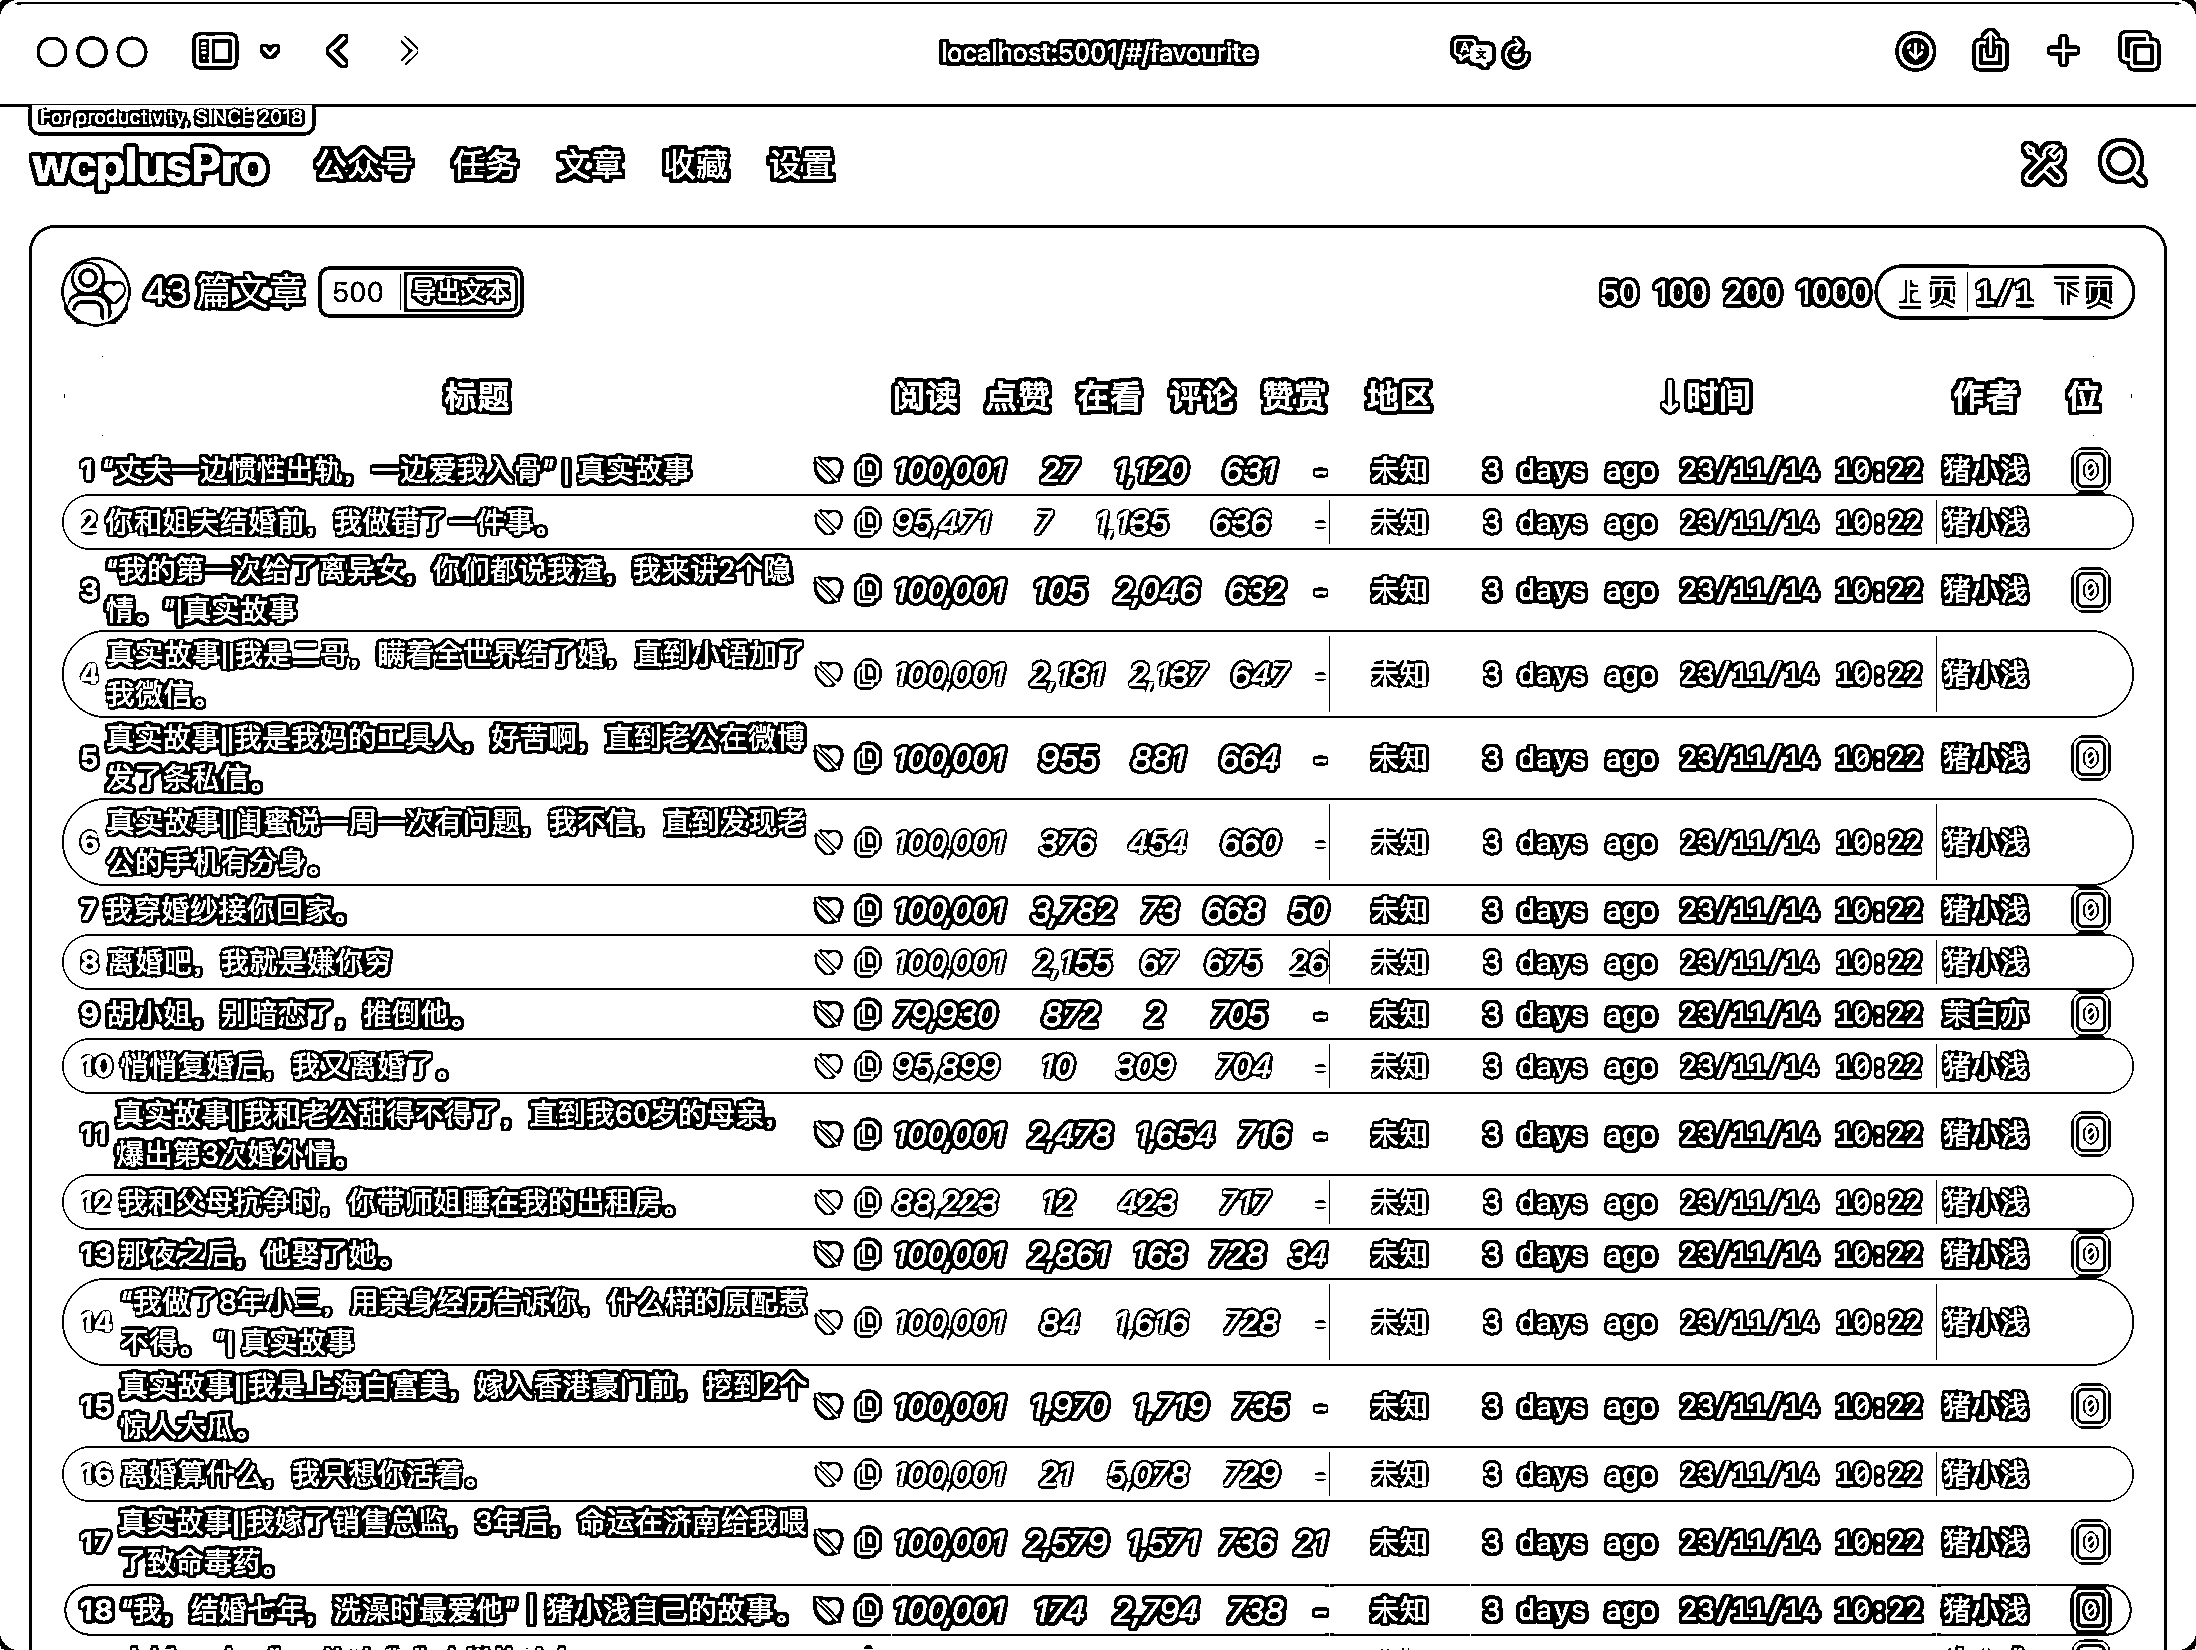 localhost:5001/#/favourite
For productivity, SINCE 2018
wcplusPro 公众号 任务 文章 收藏 设置
43 篇文章 500 导出文本 50 100 200 1000 上页 1/1 下页
标题 阅读 点赞 在看 评论 赞赏 地区 ↓时间 作者 位
1 “丈夫一边惯性出轨，一边爱我入骨” | 真实故事 100,001 27 1,120 631 - 未知 3 days ago 23/11/14 10:22 猪小浅 0
2 你和姐夫结婚前，我做错了一件事。 95,471 7 1,135 636 - 未知 3 days ago 23/11/14 10:22 猪小浅
3 “我的第一次给了离异女，你们都说我渣，我来讲2个隐
情。”|真实故事 100,001 105 2,046 632 - 未知 3 days ago 23/11/14 10:22 猪小浅 0
4 真实故事||我是二哥，瞒着全世界结了婚，直到小语加了
我微信。 100,001 2,181 2,137 647 - 未知 3 days ago 23/11/14 10:22 猪小浅
5 真实故事||我是我妈的工具人，好苦啊，直到老公在微博
发了条私信。 100,001 955 881 664 - 未知 3 days ago 23/11/14 10:22 猪小浅 0
6 真实故事||闺蜜说一周一次有问题，我不信，直到发现老
公的手机有分身。 100,001 376 454 660 - 未知 3 days ago 23/11/14 10:22 猪小浅
7 我穿婚纱接你回家。 100,001 3,782 73 668 50 未知 3 days ago 23/11/14 10:22 猪小浅 0
8 离婚吧，我就是嫌你穷 100,001 2,155 67 675 26 未知 3 days ago 23/11/14 10:22 猪小浅
9 胡小姐，别暗恋了，推倒他。 79,930 872 2 705 - 未知 3 days ago 23/11/14 10:22 茉白亦 0
10 悄悄复婚后，我又离婚了。 95,899 10 309 704 - 未知 3 days ago 23/11/14 10:22 猪小浅
11 真实故事||我和老公甜得不得了，直到我60岁的母亲，
爆出第3次婚外情。 100,001 2,478 1,654 716 - 未知 3 days ago 23/11/14 10:22 猪小浅 0
12 我和父母抗争时，你带师姐睡在我的出租房。 88,223 12 423 717 - 未知 3 days ago 23/11/14 10:22 猪小浅
13 那夜之后，他娶了她。 100,001 2,861 168 728 34 未知 3 days ago 23/11/14 10:22 猪小浅 0
14 “我做了8年小三，用亲身经历告诉你，什么样的原配惹
不得。“| 真实故事 100,001 84 1,616 728 - 未知 3 days ago 23/11/14 10:22 猪小浅
15 真实故事||我是上海白富美，嫁入香港豪门前，挖到2个
惊人大瓜。 100,001 1,970 1,719 735 - 未知 3 days ago 23/11/14 10:22 猪小浅 0
16 离婚算什么，我只想你活着。 100,001 21 5,078 729 - 未知 3 days ago 23/11/14 10:22 猪小浅
17 真实故事||我嫁了销售总监，3年后，命运在济南给我喂
了致命毒药。 100,001 2,579 1,571 736 21 未知 3 days ago 23/11/14 10:22 猪小浅 0
18 “我，结婚七年，洗澡时最爱他” | 猪小浅自己的故事。 100,001 174 2,794 738 - 未知 3 days ago 23/11/14 10:22 猪小浅 0